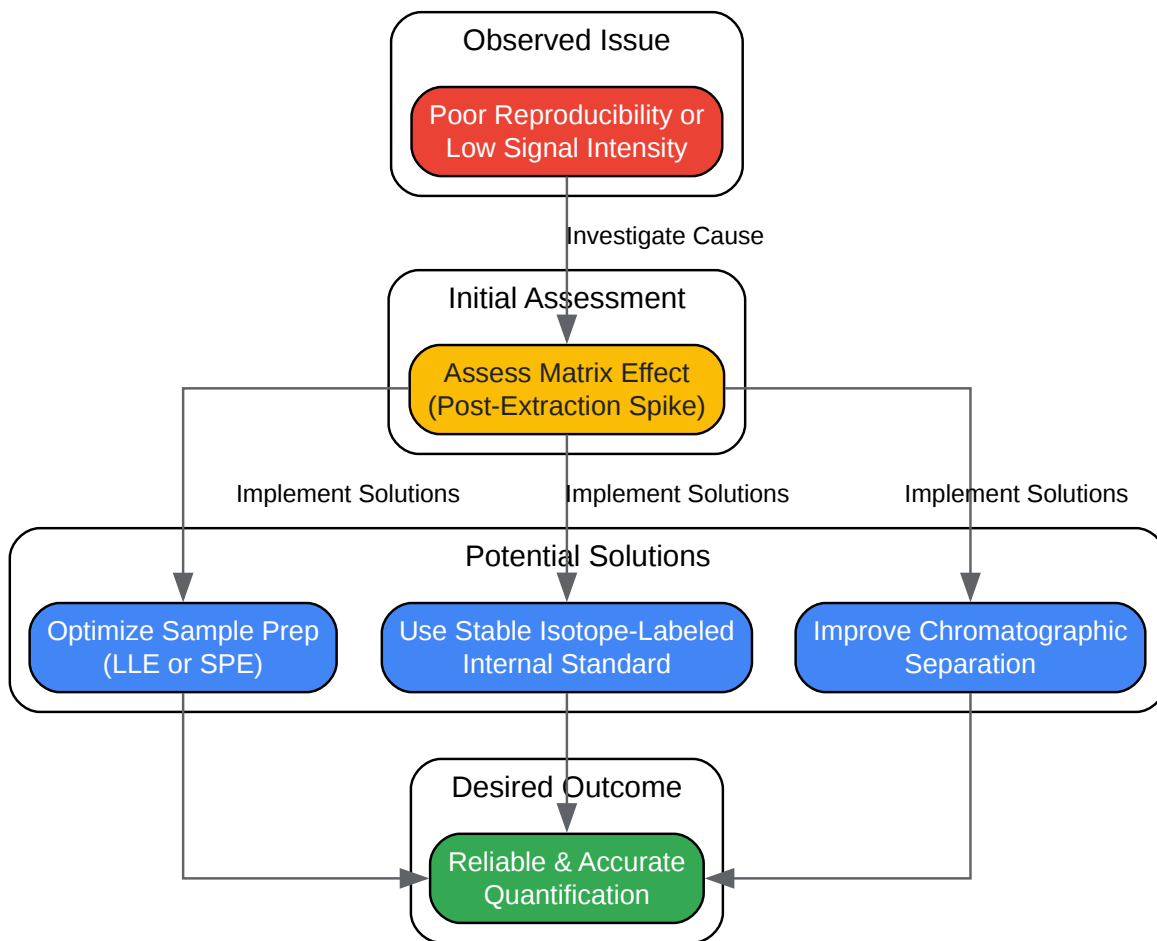 Observed Issue
Poor Reproducibility or
Low Signal Intensity
Investigate Cause
Initial Assessment
Assess Matrix Effect
(Post-Extraction Spike)
Implement Solutions
Implement Solutions
Implement Solutions
Potential Solutions
Optimize Sample Prep
(LLE or SPE)
Use Stable Isotope-Labeled
Internal Standard
Improve Chromatographic
Separation
Desired Outcome
Reliable & Accurate
Quantification